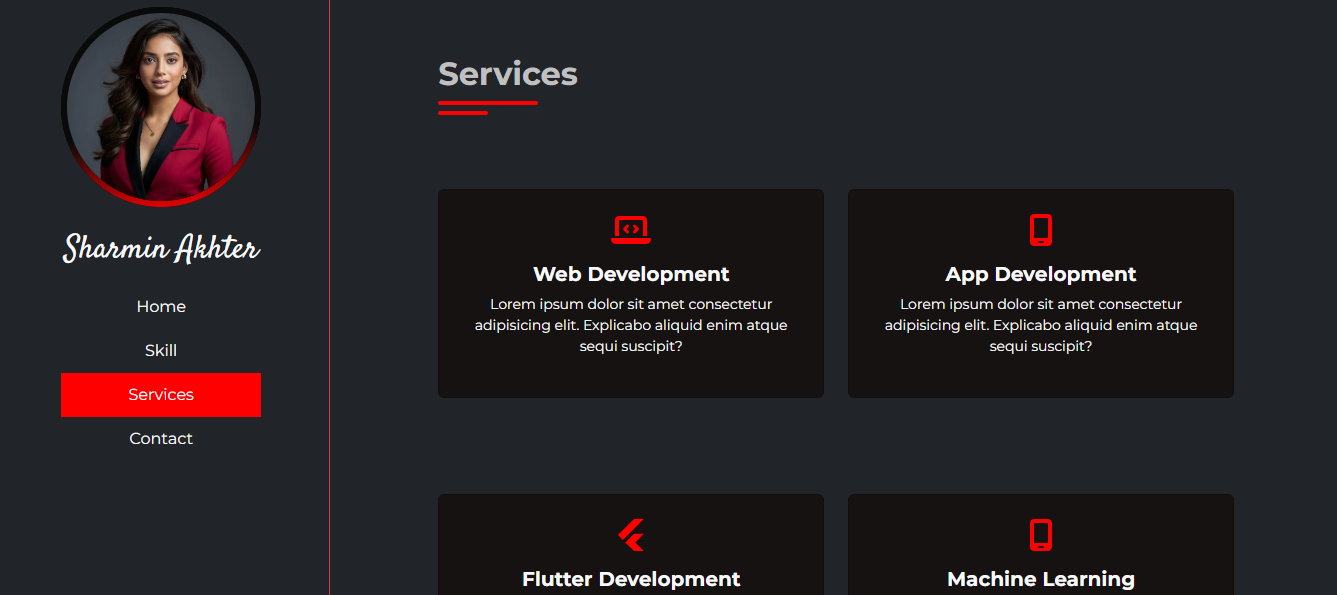 Sharmin Akhter
Home
Skill
Services
Contact
Services
Web Development
Lorem ipsum dolor sit amet consectetur
adipisicing elit. Explicabo aliquid enim atque
sequi suscipit?
App Development
Lorem ipsum dolor sit amet consectetur
adipisicing elit. Explicabo aliquid enim atque
sequi suscipit?
Flutter Development
Machine Learning